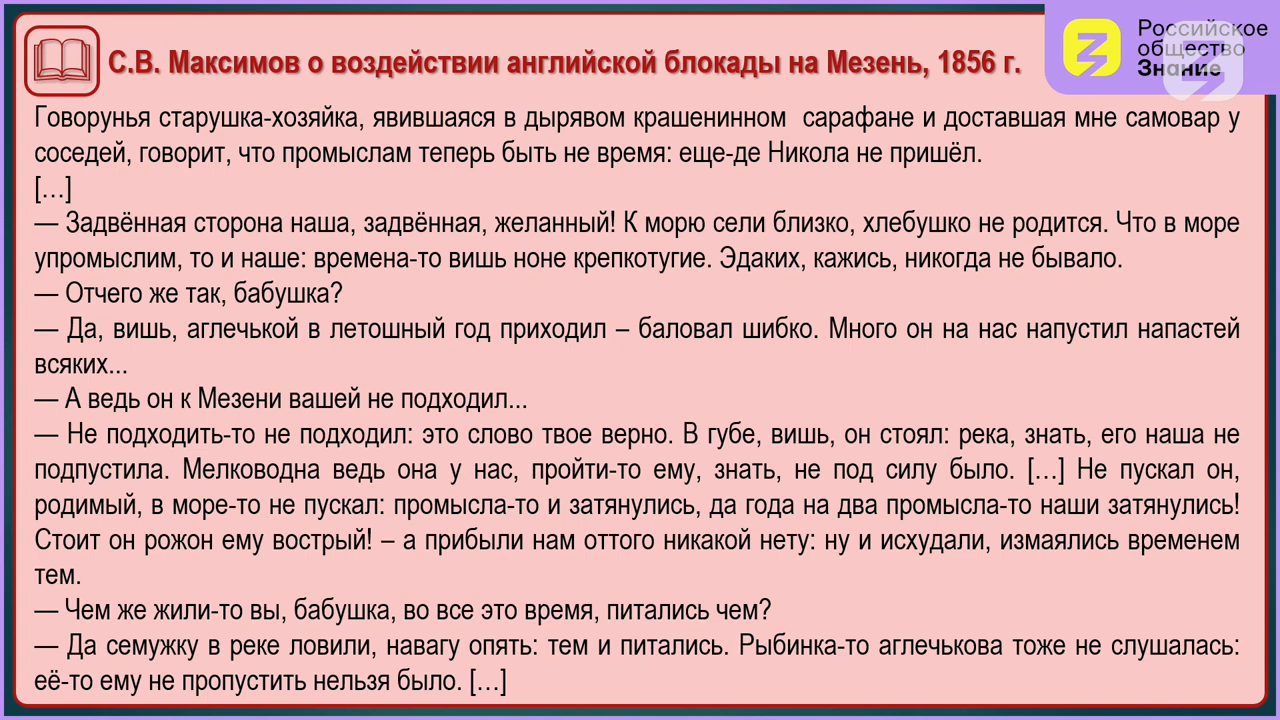 С.В. Максимов о воздействии английской блокады на Мезень, 1856 г.
Российское
общество
Знание
Говорунья старушка-хозяйка, явившаяся в дырявом крашенинном сарафане и доставшая мне самовар у
соседей, говорит, что промыслам теперь быть не время: еще-де Никола не пришёл.
[…]
— Задвённая сторона наша, задвённая, желанный! К морю сели близко, хлебушко не родится. Что в море
упромыслим, то и наше: времена-то вишь ноне крепкотугие. Эдаких, кажись, никогда не бывало.
— Отчего же так, бабушка?
— Да, вишь, аглечькой в летошный год приходил – баловал шибко. Много он на нас напустил напастей
всяких...
— А ведь он к Мезени вашей не подходил...
— Не подходить-то не подходил: это слово твое верно. В губе, вишь, он стоял: река, знать, его наша не
подпустила. Мелководна ведь она у нас, пройти-то ему, знать, не под силу было. […] Не пускал он,
родимый, в море-то не пускал: промысла-то и затянулись, да года на два промысла-то наши затянулись!
Стоит он рожон ему вострый! – а прибыли нам оттого никакой нету: ну и исхудали, измаялись временем
тем.
— Чем же жили-то вы, бабушка, во все это время, питались чем?
— Да семужку в реке ловили, навагу опять: тем и питались. Рыбинка-то аглечькова тоже не слушалась:
её-то ему не пропустить нельзя было. […]